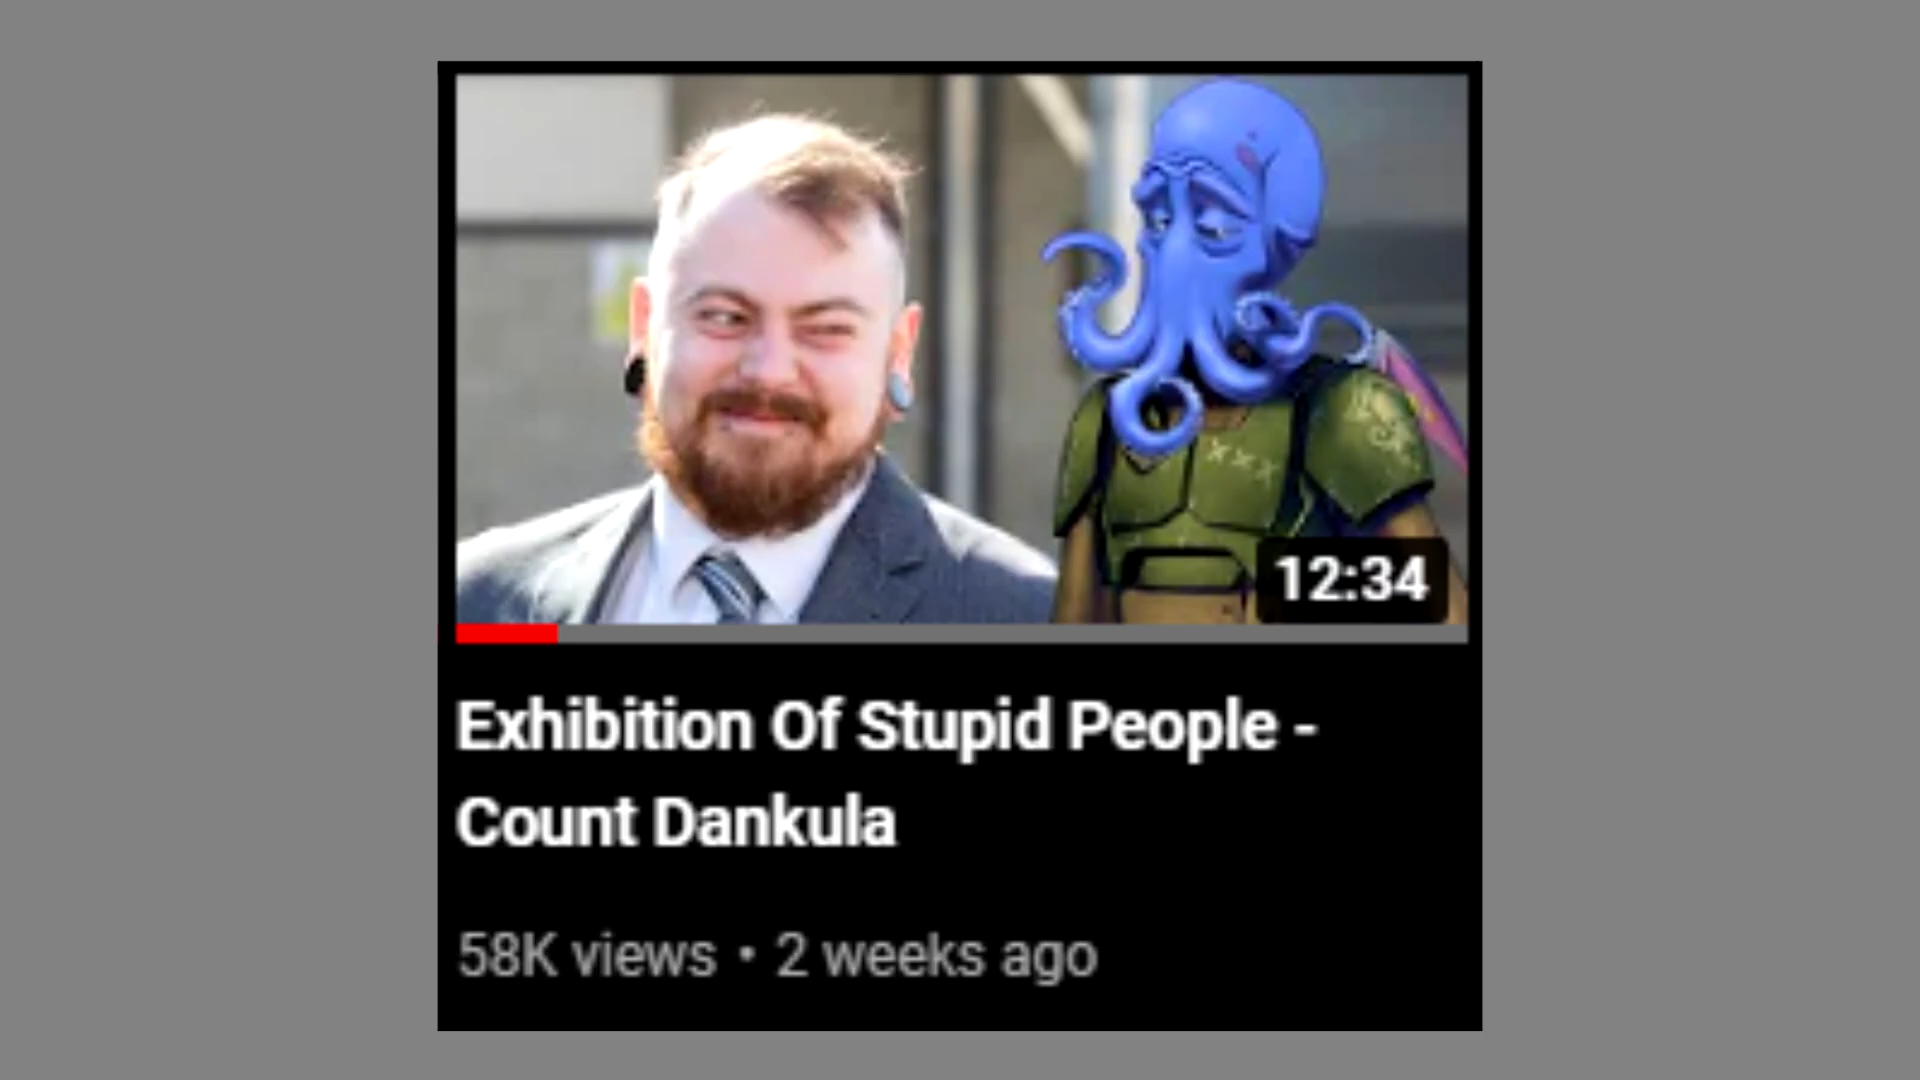 12:34
Exhibition Of Stupid People -
Count Dankula
58K views • 2 weeks ago